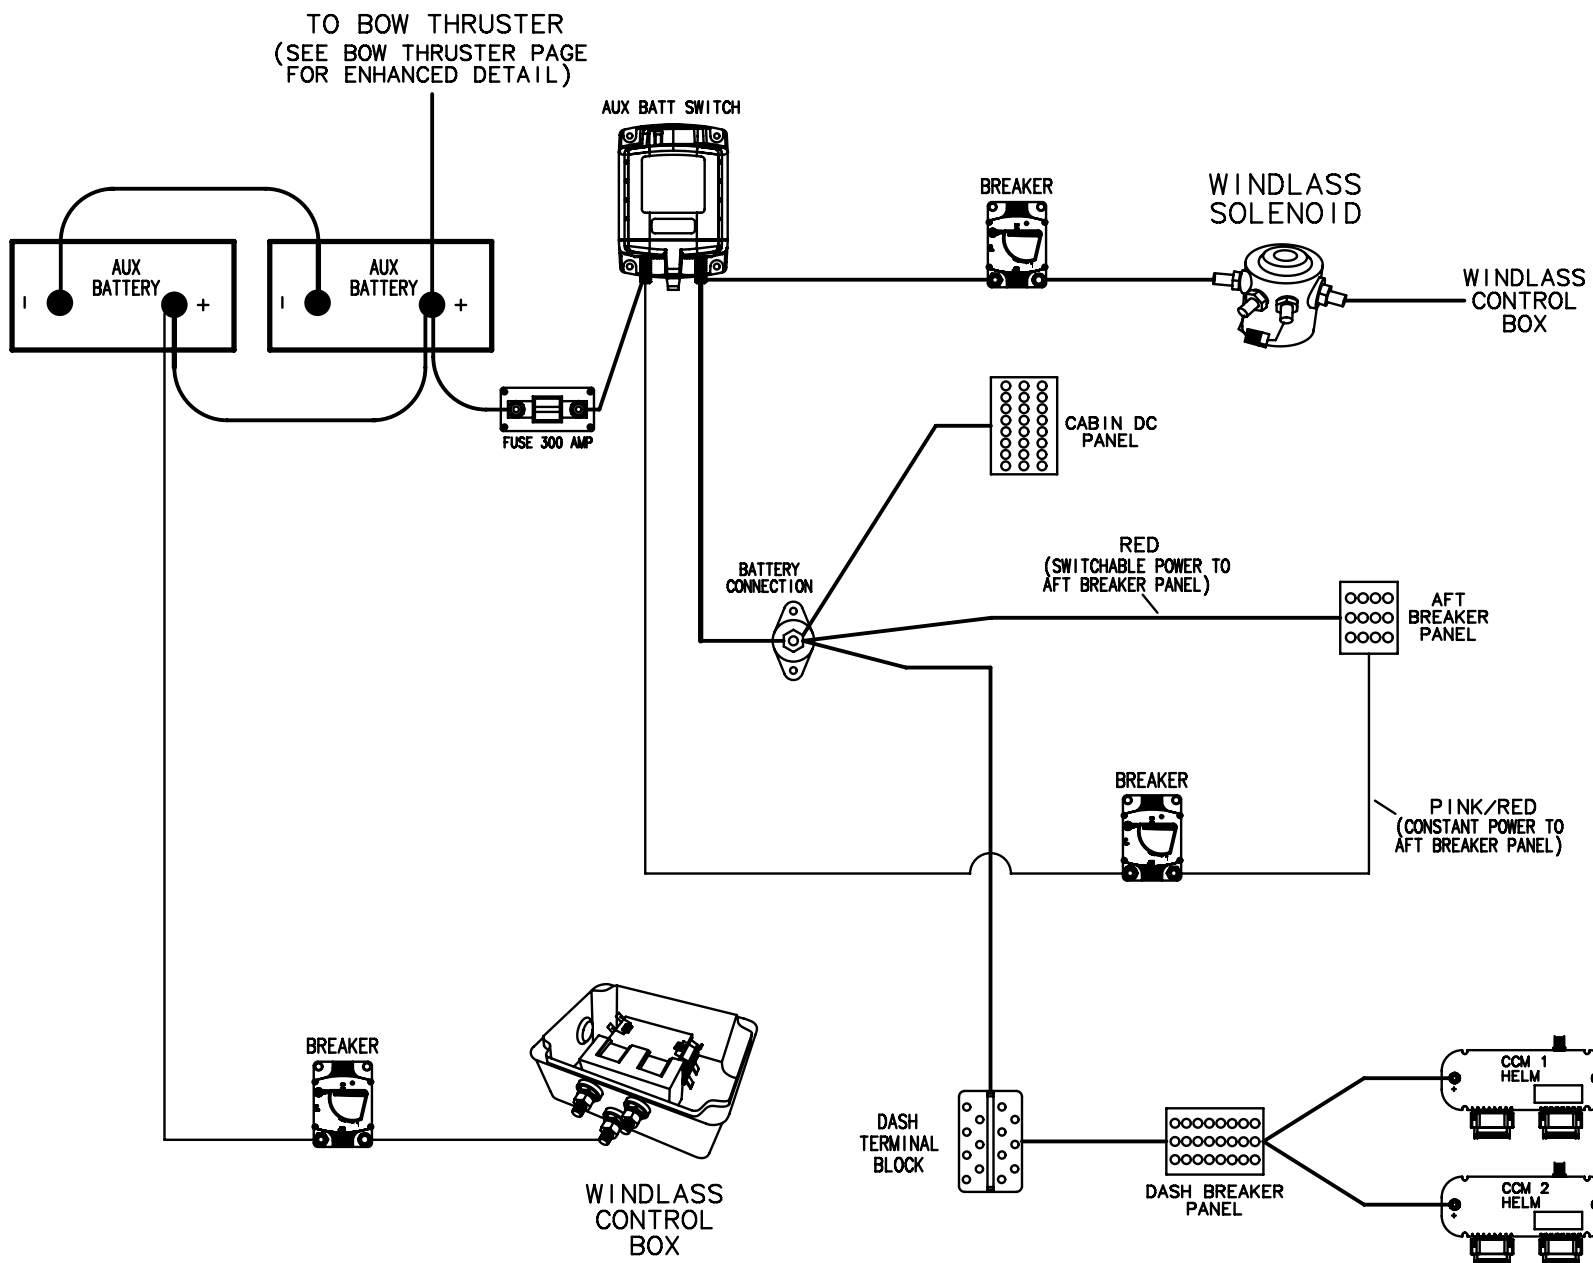 TO BOW THRUSTER
(SEE BOW THRUSTER PAGE
FOR ENHANCED DETAIL)
AUX BATT SWITCH
BREAKER
WINDLASS
SOLENOID
WINDLASS
CONTROL
BOX
AUX
BATTERY
-
+
AUX
BATTERY
-
+
FUSE 300 AMP
CABIN DC
PANEL
BATTERY
CONNECTION
RED
(SWITCHABLE POWER TO
AFT BREAKER PANEL)
AFT
BREAKER
PANEL
BREAKER
PINK/RED
(CONSTANT POWER TO
AFT BREAKER PANEL)
BREAKER
WINDLASS
CONTROL
BOX
DASH
TERMINAL
BLOCK
DASH BREAKER
PANEL
CCM 1
HELM
+
CCM 2
HELM
+